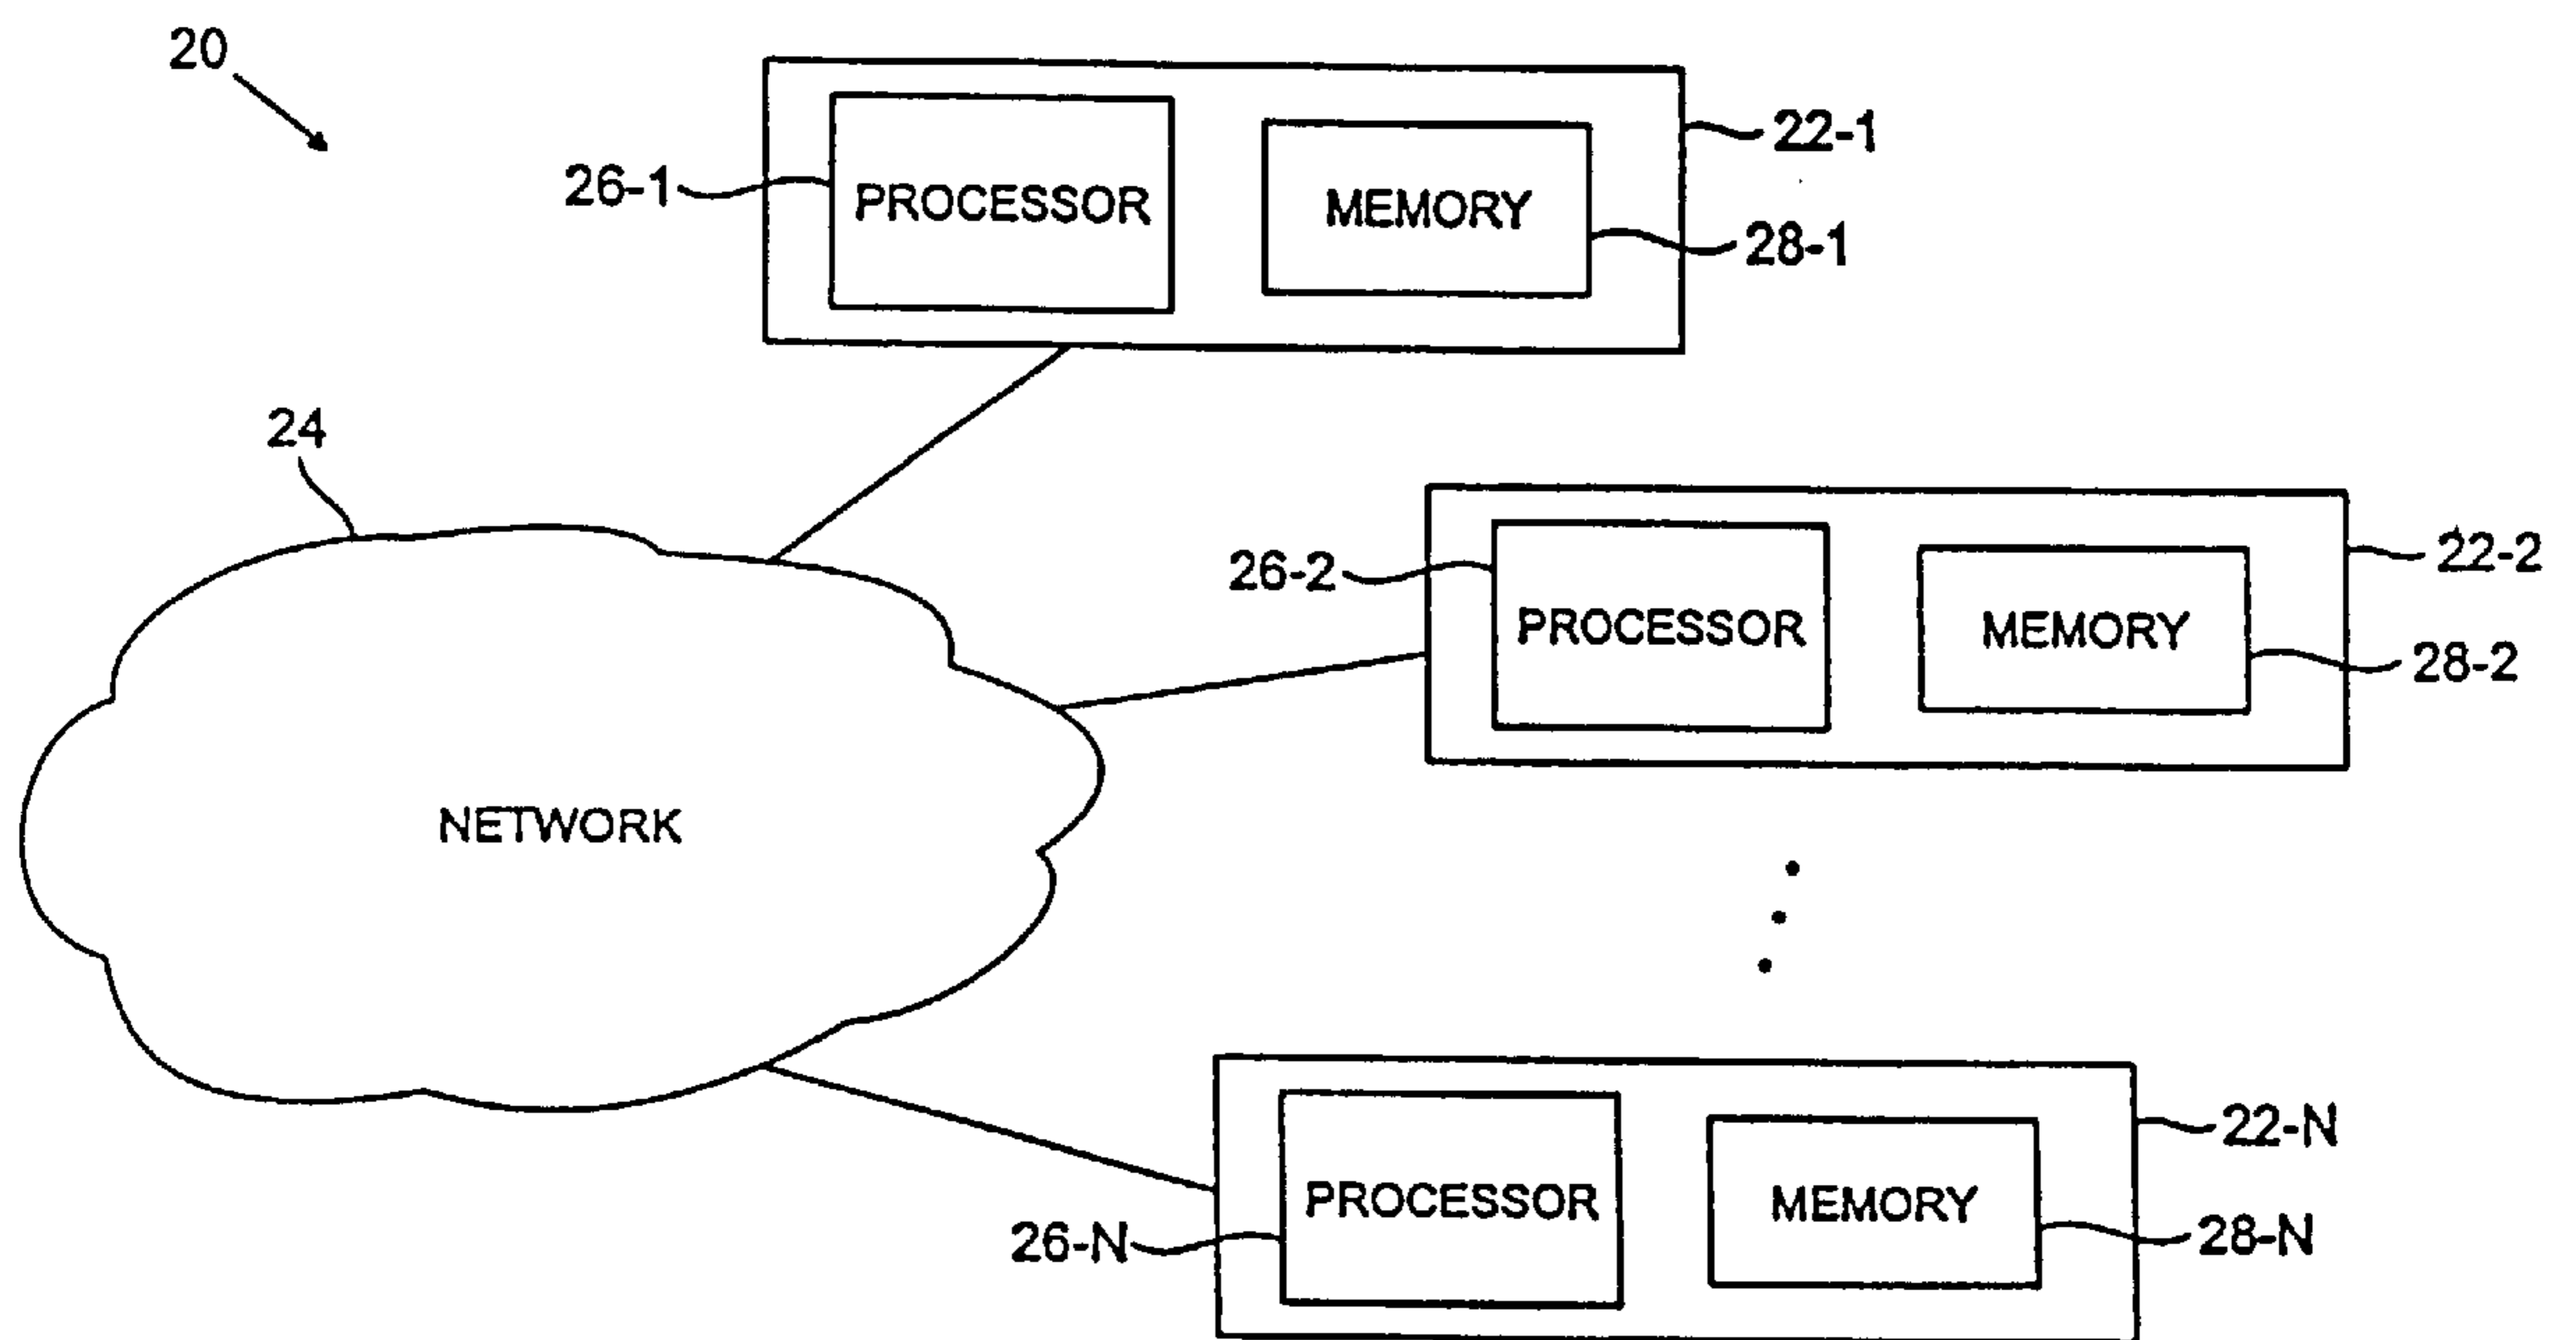 20
22-1
26-1
PROCESSOR
MEMORY
28-1
24
22-2
26-2
PROCESSOR
MEMORY
28-2
NETWORK
22-N
PROCESSOR
MEMORY
26-N
28-N